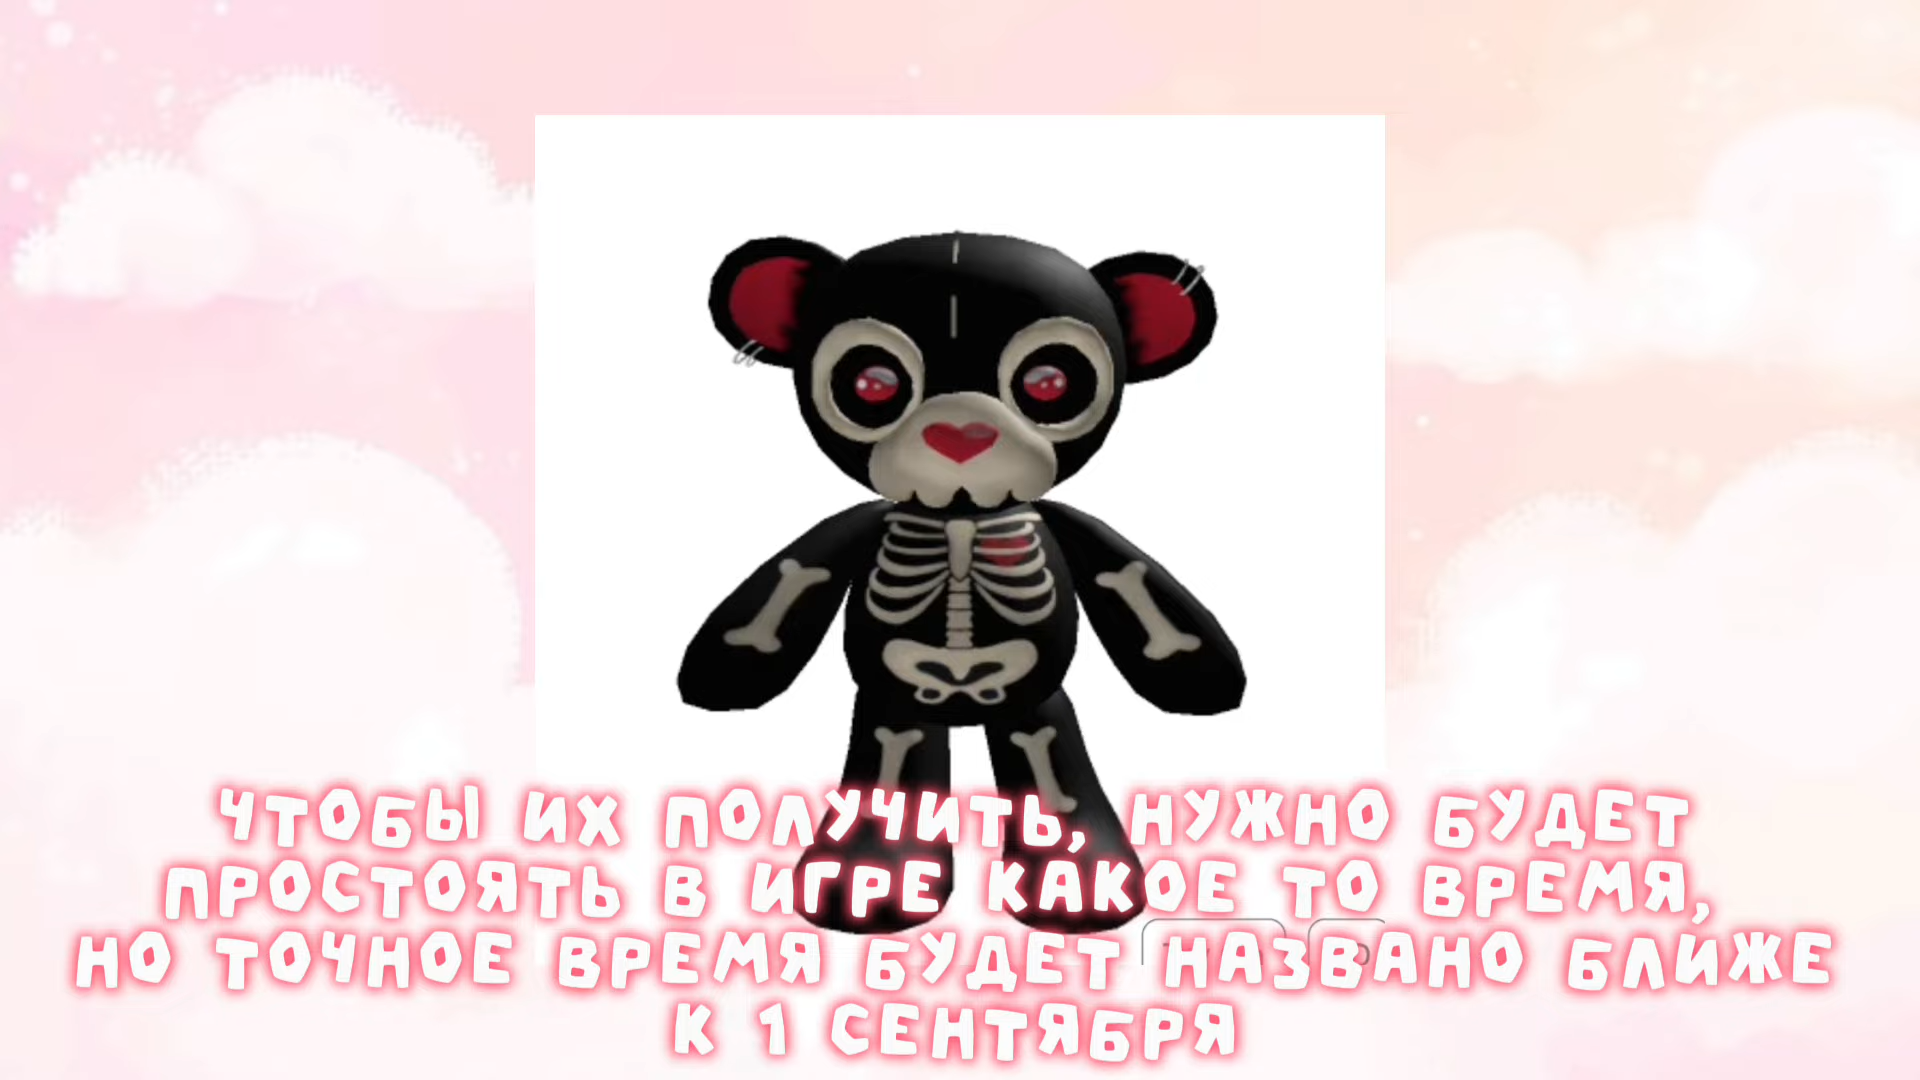 ЧТОБЫ ИХ ПОЛУЧИТЬ, НУЖНО БУДЕТ
ПРОСТОЯТЬ В ИГРЕ КАКОЕ ТО ВРЕМЯ,
НО ТОЧНОЕ ВРЕМЯ БУДЕТ НАЗВАНО БЛИЖЕ
К 1 СЕНТЯБРЯ